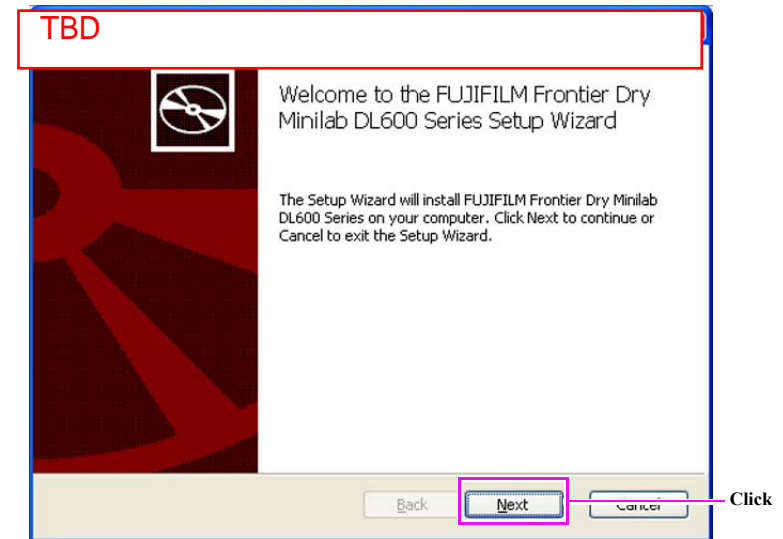 TBD
Welcome to the FUJIFILM Frontier Dry
Minilab DL600 Series Setup Wizard
The Setup Wizard will install FUJIFILM Frontier Dry Minilab
DL600 Series on your computer. Click Next to continue or
Cancel to exit the Setup Wizard.
Back Next Cancel Click